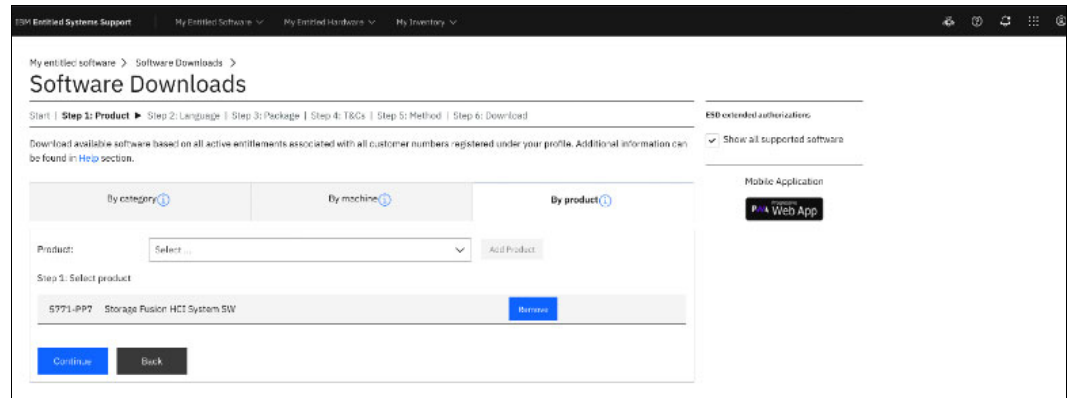 IBM Entitled Systems Support
My Entitled Software
My Entitled Hardware
My Inventory
My entitled software > Software Downloads >
Software Downloads
Start | Step 1: Product ▶ Step 2: Language | Step 3: Package | Step 4: T&Cs | Step 5: Method | Step 6: Download
Download available software based on all active entitlements associated with all customer numbers registered under your profile. Additional information can
be found in Help section.
By category
By machine
By product
Product:
Select ...
Add Product
Step 1: Select product
5771-PP7 Storage Fusion HCI System SW
Remove
Continue
Back
ESD extended authorizations
Show all supported software
Mobile Application
PWA Web App